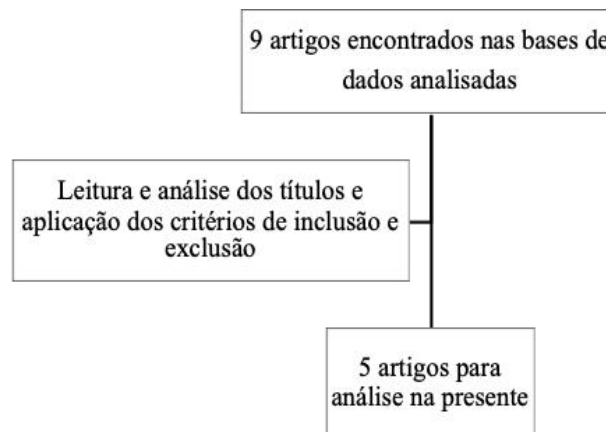 9 artigos encontrados nas bases de
dados analisadas
Leitura e análise dos títulos e
aplicação dos critérios de inclusão e
exclusão
5 artigos para
análise na presente